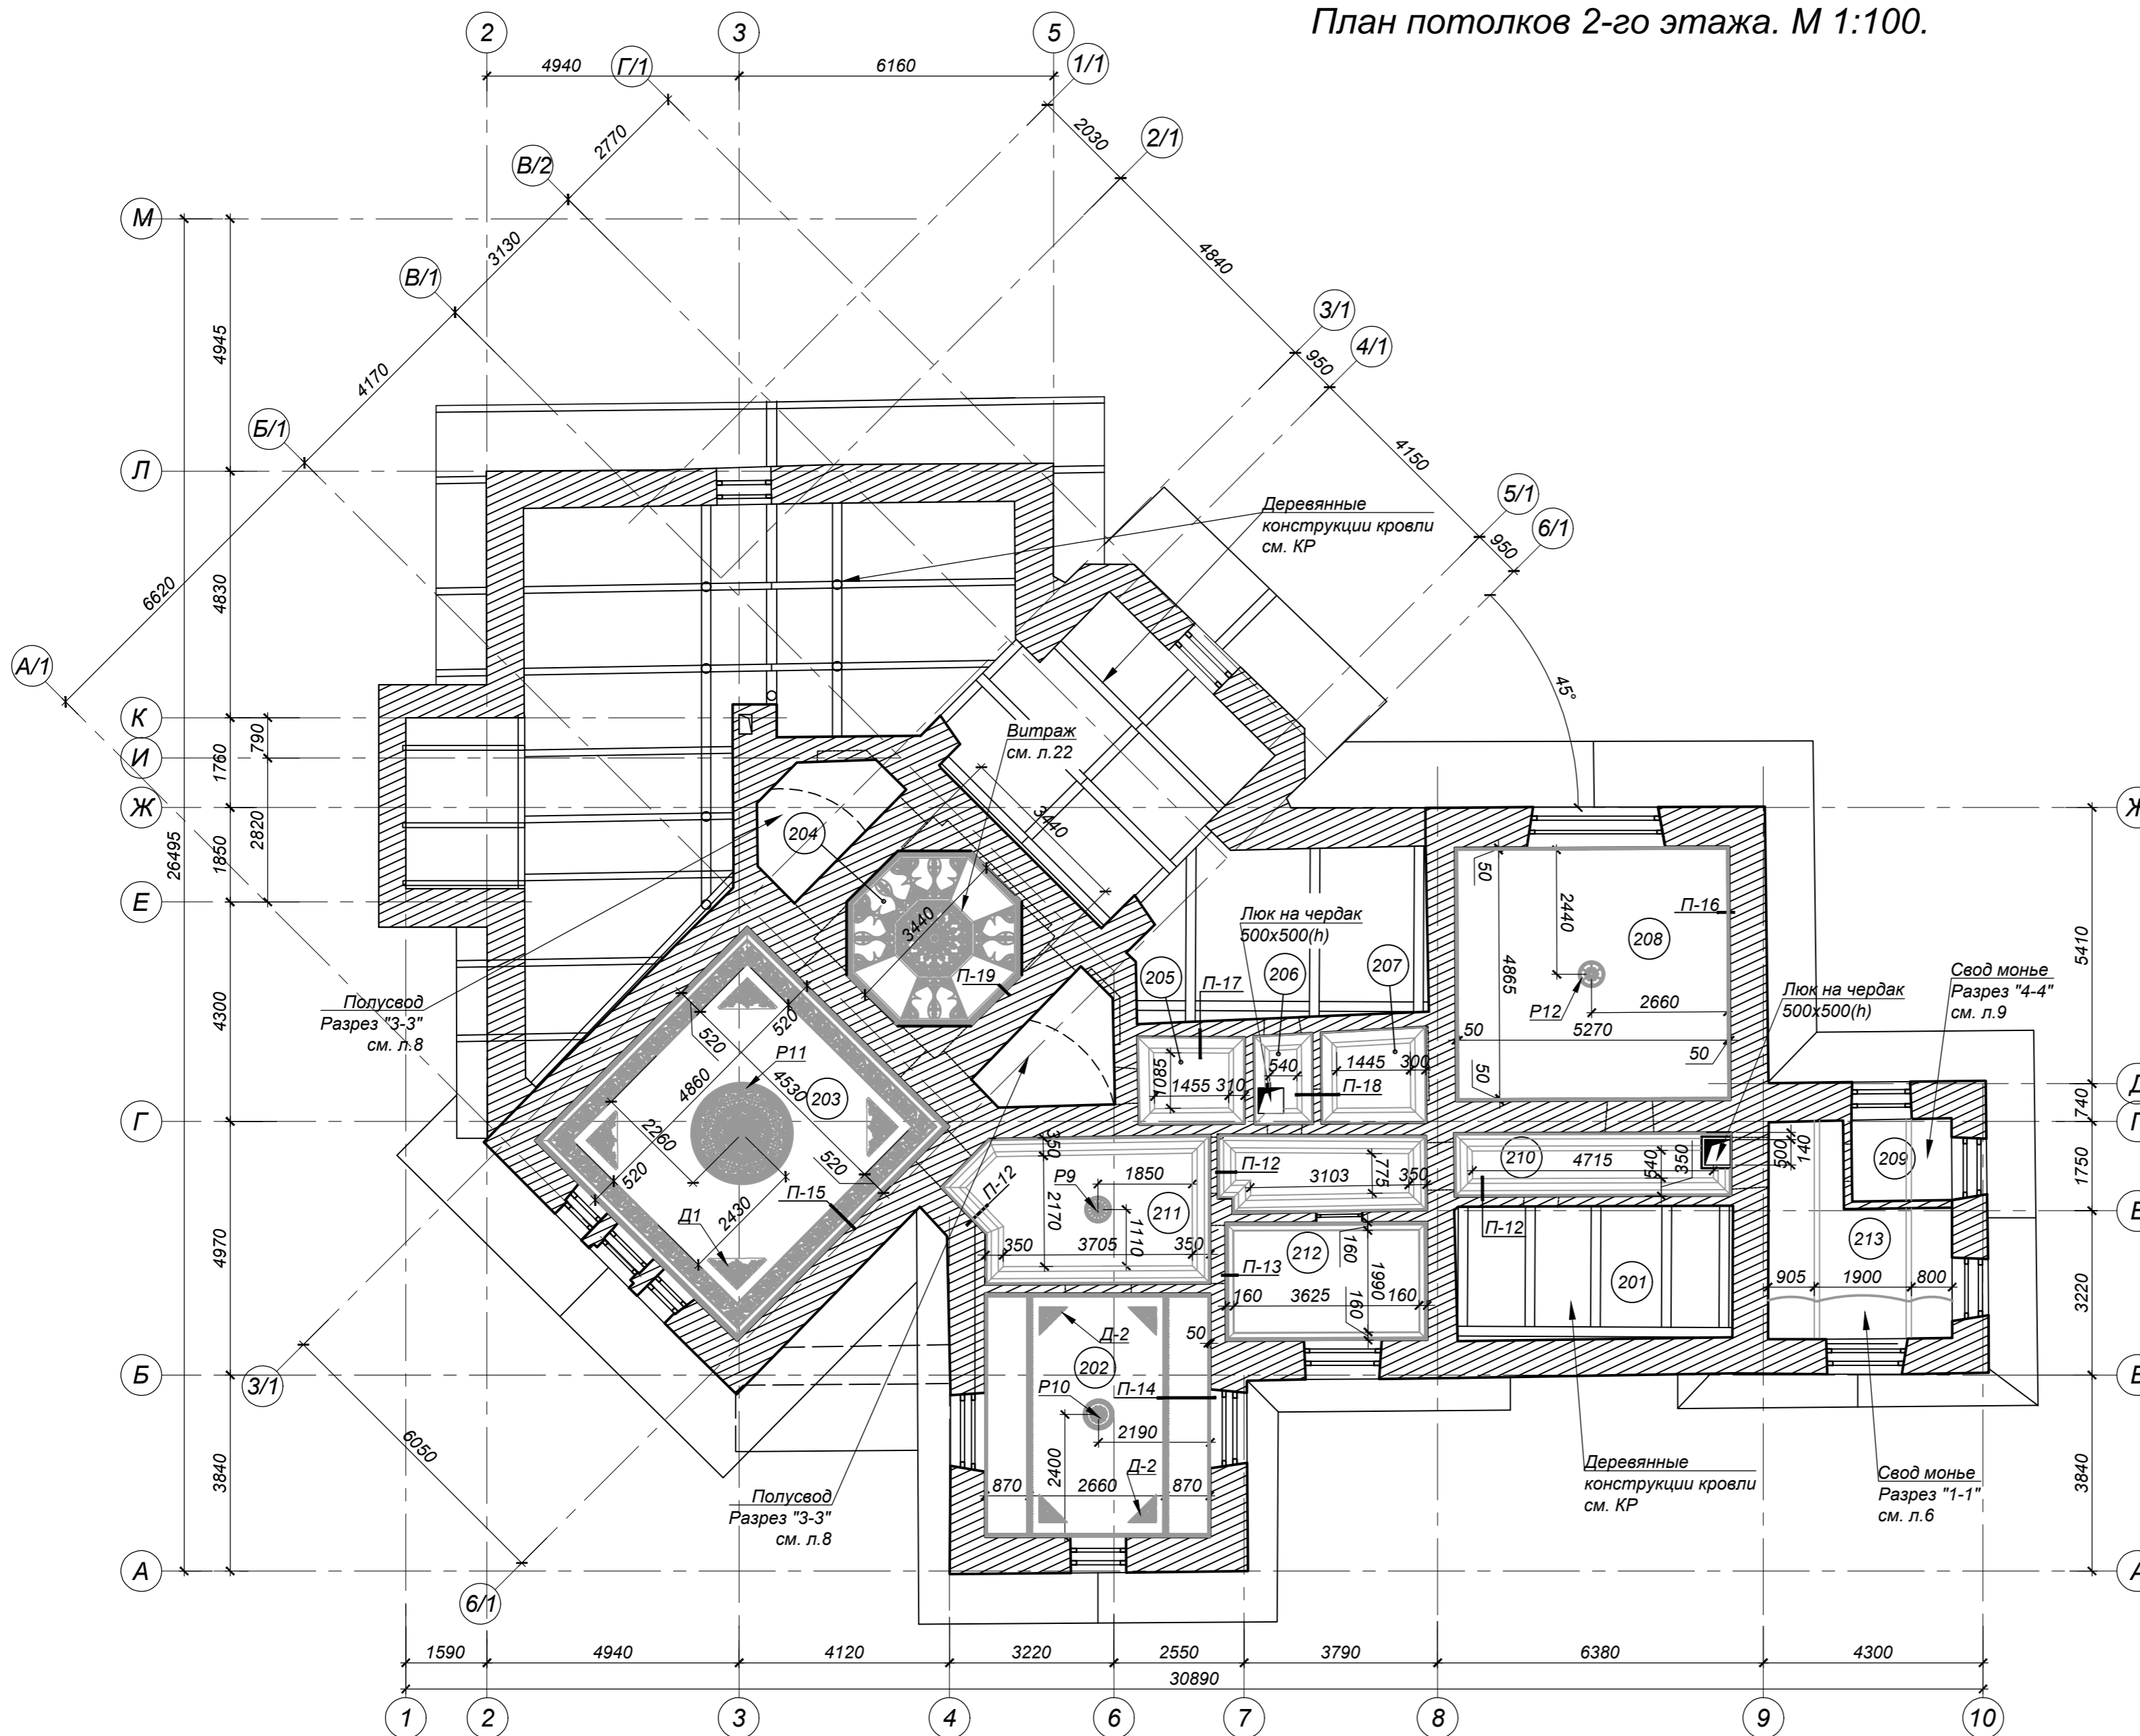 План потолков 2-го этажа. М 1:100.
2
3
5
4940
6160
Г/1
1/1
2770
2030
В/2
2/1
М
3130
4840
В/1
3/1
4945
950
4/1
4170
Б/1
4150
Л
5/1
Деревянные
конструкции кровли
см. КР
950
6/1
6620
4830
А/1
45°
К
790
Витраж
см. л.22
И
1760
Ж
Ж
3440
204
26495
1850
2820
50
2440
П-16
Е
Люк на чердак
500х500(h)
3440
208
5410
4865
205
П-17
206
207
Свод монье
Разрез "4-4"
см. л.9
П-19
Люк на чердак
500х500(h)
Полусвод
Разрез "3-3"
см. л.8
4300
520
520
Р12
2660
50
5270
50
Р11
1085
1455
310
540
1445
300
П-18
50
4860
4530
203
740
Г
350
2260
П-12
1850
П-12
3103
775
350
210
4715
540
350
500
140
209
1750
520
520
П-15
Р9
2170
211
П-12
Д1
2430
1110
350
3705
350
П-13
212
160
1990
201
213
905
1900
800
160
3625
160
160
4970
3220
Д-2
50
202
3/1
Б
Р10
П-14
2190
6050
2400
Д-2
3840
3840
Полусвод
Разрез "3-3"
см. л.8
870
2660
870
Деревянные
конструкции кровли
см. КР
Свод монье
Разрез "1-1"
см. л.6
А
6/1
1590
4940
4120
3220
2550
3790
6380
4300
30890
1
2
3
4
6
7
8
9
10